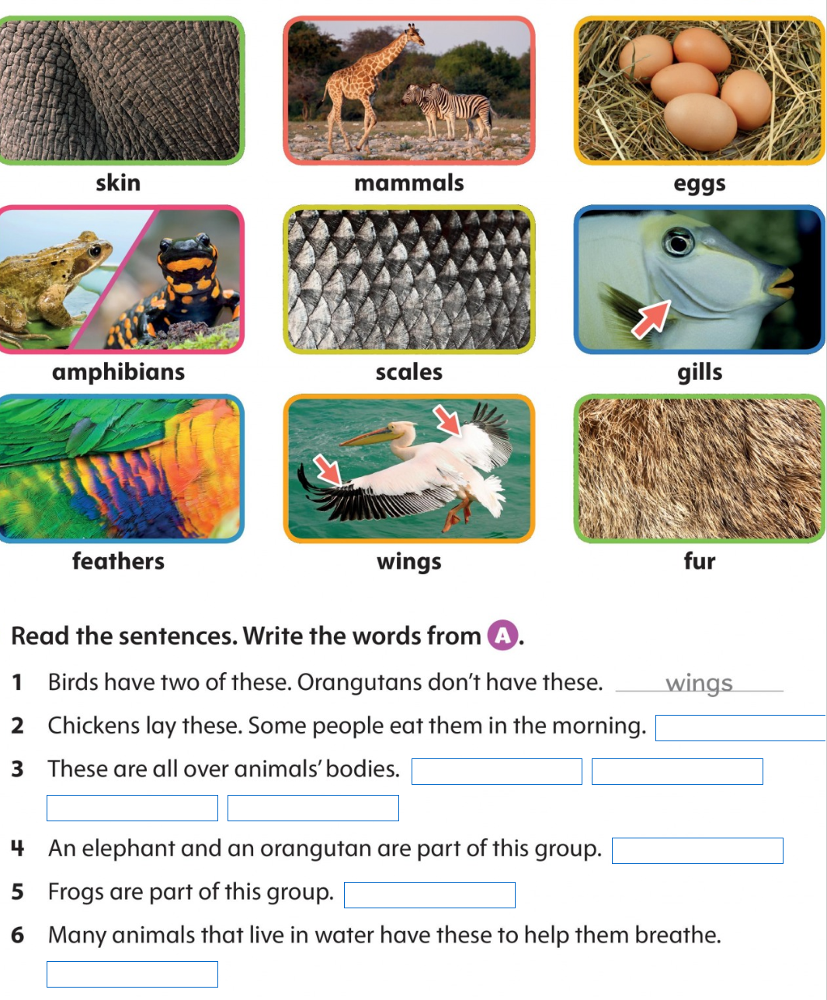 skin mammals eggs
amphibians scales gills
feathers wings fur
Read the sentences. Write the words from A.
1 Birds have two of these. Orangutans don't have these. wings
2 Chickens lay these. Some people eat them in the morning.
3 These are all over animals' bodies.
4 An elephant and an orangutan are part of this group.
5 Frogs are part of this group.
6 Many animals that live in water have these to help them breathe.